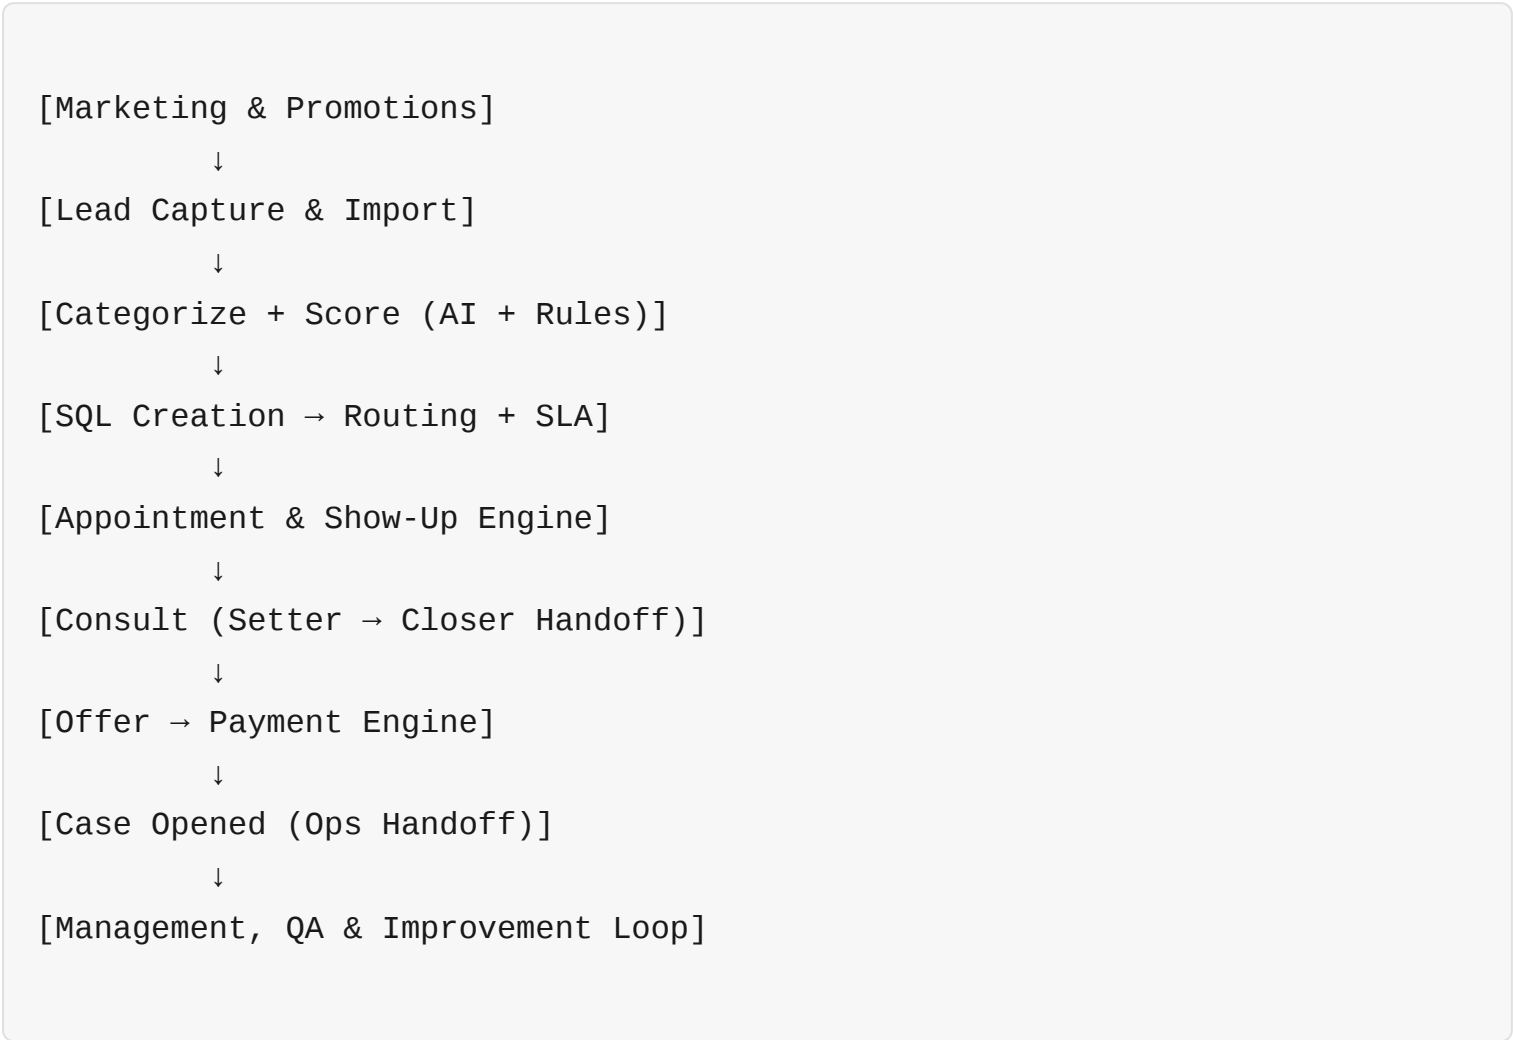 [Marketing & Promotions]
↓
[Lead Capture & Import]
↓
[Categorize + Score (AI + Rules)]
↓
[SQL Creation → Routing + SLA]
↓
[Appointment & Show-Up Engine]
↓
[Consult (Setter → Closer Handoff)]
↓
[Offer → Payment Engine]
↓
[Case Opened (Ops Handoff)]
↓
[Management, QA & Improvement Loop]